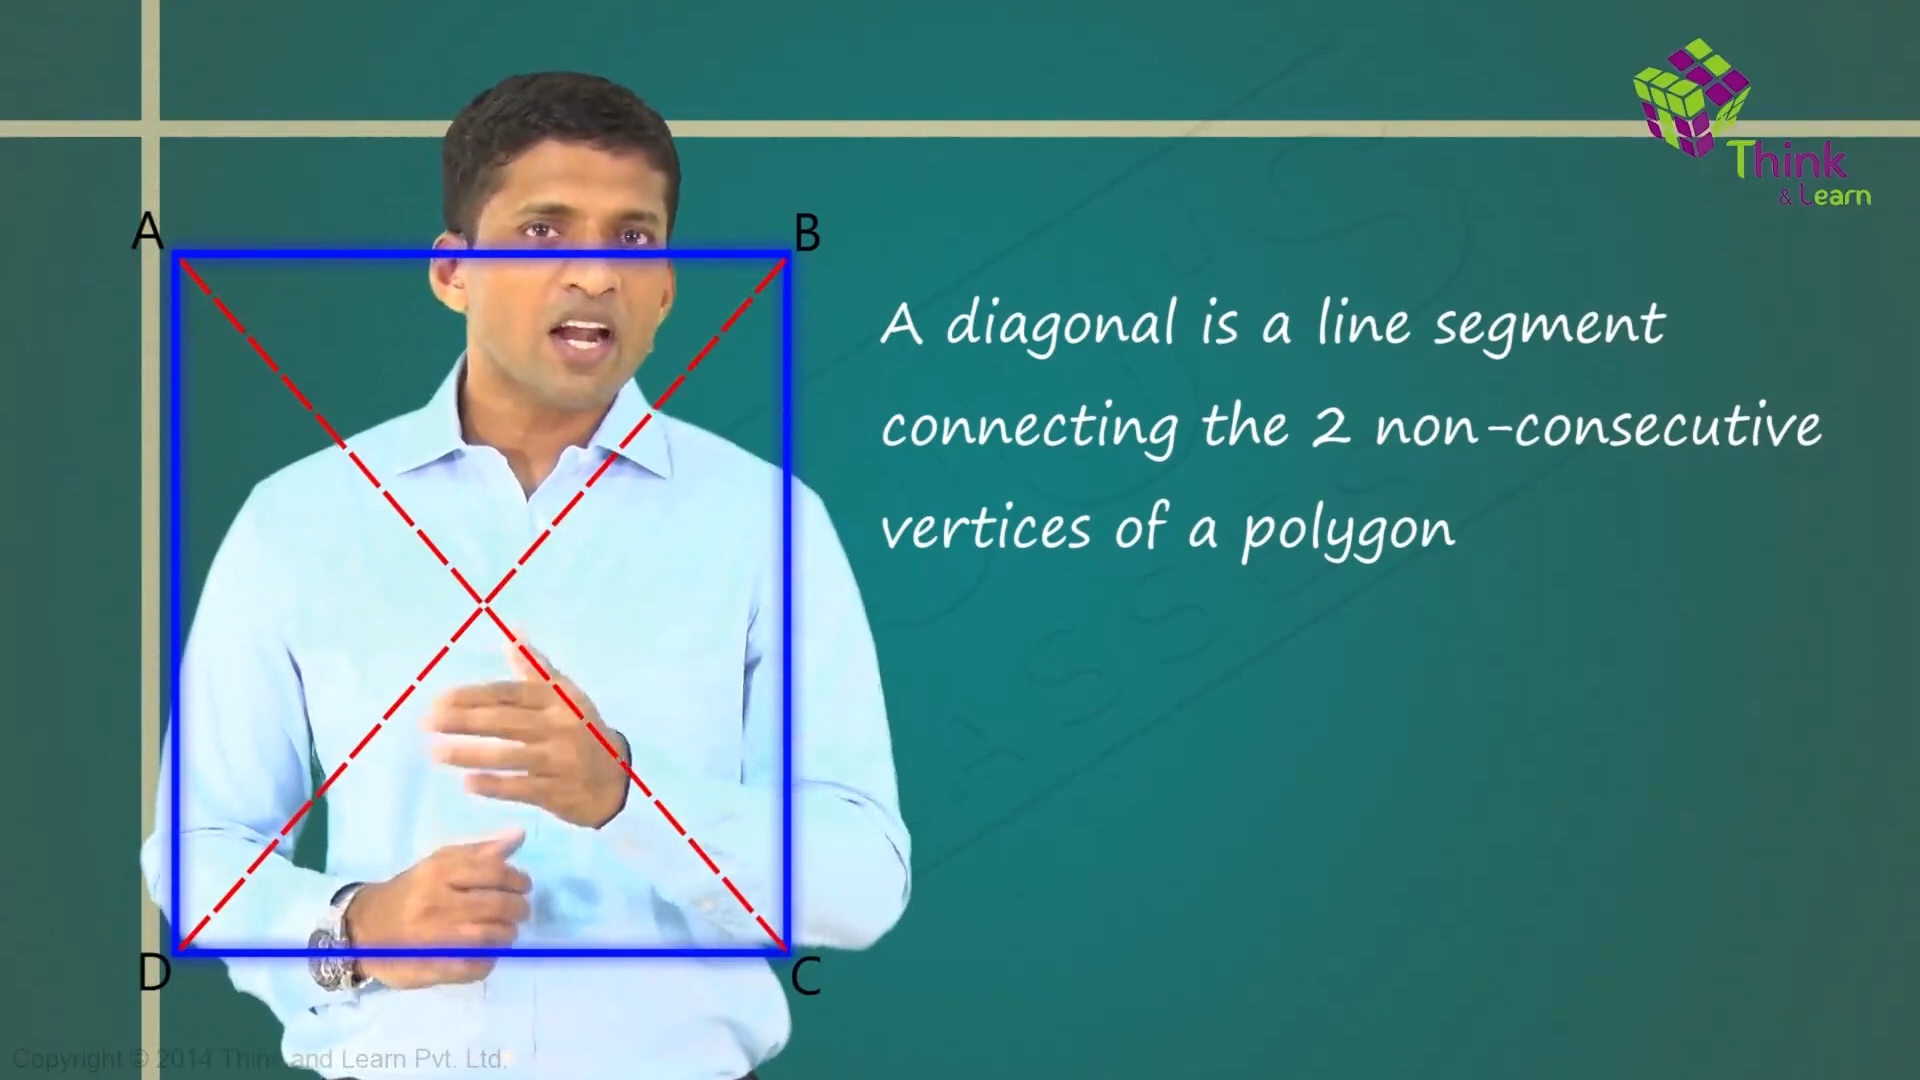 Think
& Learn
A
B
A diagonal is a line segment
connecting the 2 non-consecutive
vertices of a polygon
D
C
Copyright © 2014 Think and Learn Pvt. Ltd.